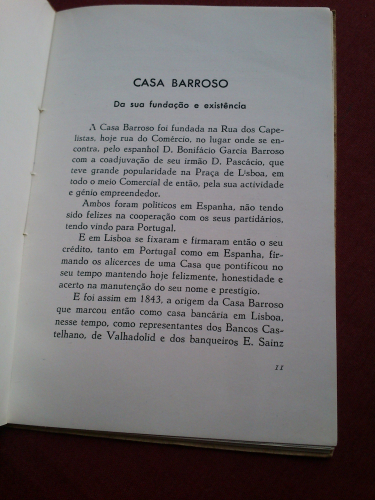 CASA BARROSO
Da sua fundação e existência
A Casa Barroso foi fundada na Rua dos Cape-
listas, hoje rua do Comércio, no lugar onde se en-
contra, pelo espanhol D. Bonifácio Garcia Barroso
com a coadjuvação de seu irmão D. Pascácio, que
teve grande popularidade na Praça de Lisboa, em
todo o meio Comercial de então, pela sua actividade
e génio empreendedor.
Ambos foram políticos em Espanha, não tendo
sido felizes na cooperação com os seus partidários,
tendo vindo para Portugal.
E em Lisboa se fixaram e firmaram então o seu
crédito, tanto em Portugal como em Espanha, fir-
mando os alicerces de uma Casa que pontificou no
seu tempo mantendo hoje felizmente, honestidade e
acerto na manutenção do seu nome e prestígio.
E foi assim em 1843, a origem da Casa Barroso
que marcou então como casa bancária em Lisboa,
nesse tempo, como representantes dos Bancos Cas-
telhano, de Valhadolid e dos banqueiros E. Sainz
11